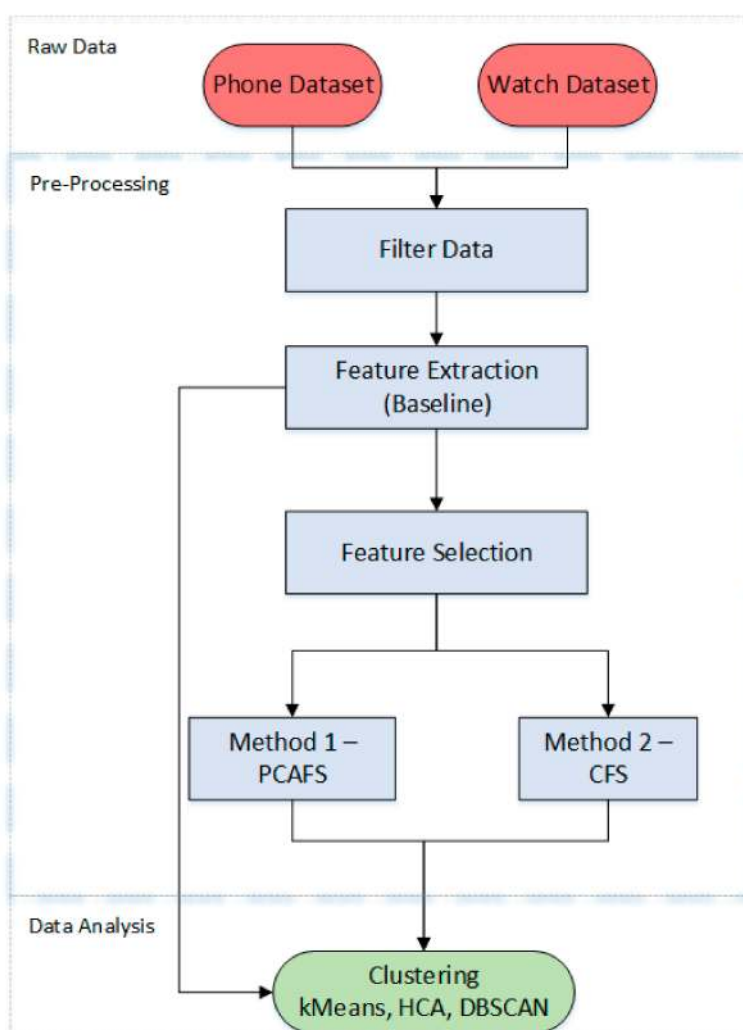 Raw Data
Phone Dataset
Watch Dataset
Pre-Processing
Filter Data
Feature Extraction
(Baseline)
Feature Selection
Method 1 –
PCAFS
Method 2 –
CFS
Data Analysis
Clustering
kMeans, HCA, DBSCAN